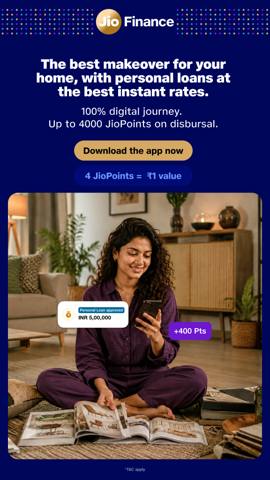 Jio Finance
The best makeover for your
home, with personal loans at
the best instant rates.
100% digital journey.
Up to 4000 JioPoints on disbursal.
Download the app now
4 JioPoints = ₹1 value
Personal Loan approved
INR 5,00,000
+400 Pts
*T&C apply